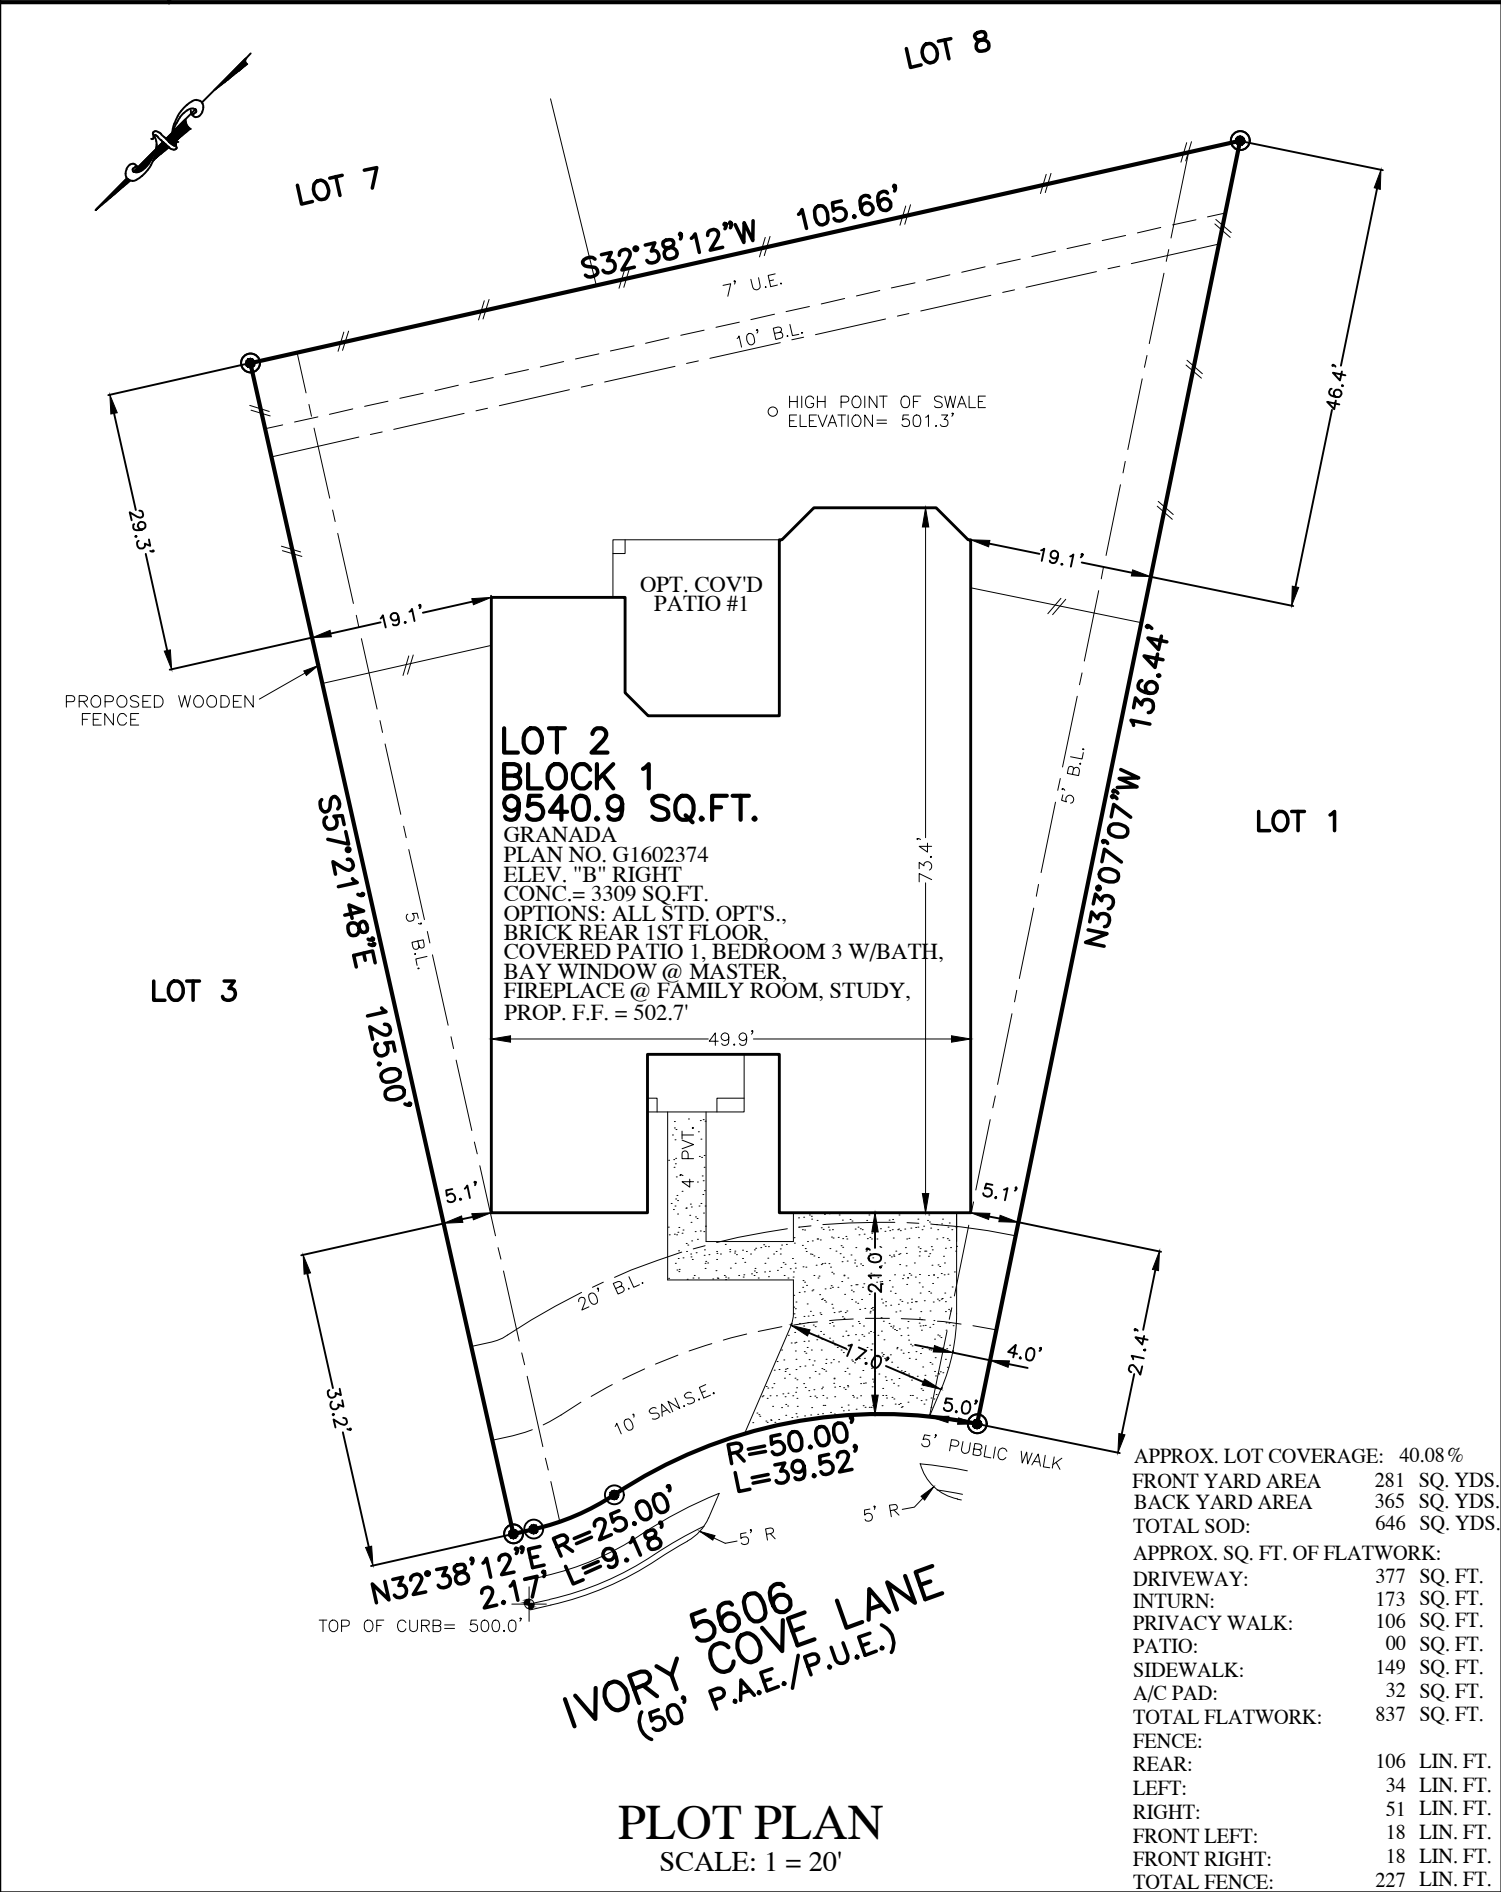 LOT 8
LOT 7
S32°38'12"W 105.66'
7' U.E.
10' B.L.
HIGH POINT OF SWALE
ELEVATION= 501.3'
46.4'
29.3'
19.1'
OPT. COV'D
PATIO #1
19.1'
PROPOSED WOODEN
FENCE
LOT 2
BLOCK 1
9540.9 SQ.FT.
GRANADA
PLAN NO. G1602374
ELEV. "B" RIGHT
CONC.= 3309 SQ.FT.
OPTIONS: ALL STD. OPT'S.,
BRICK REAR 1ST FLOOR,
COVERED PATIO 1, BEDROOM 3 W/BATH,
BAY WINDOW @ MASTER,
FIREPLACE @ FAMILY ROOM, STUDY,
PROP. F.F. = 502.7'
73.4'
49.9'
5' B.L.
N33°07'07"W 136.44'
LOT 1
S57°21'48"E 125.00'
5' B.L.
LOT 3
4' PVT.
5.1'
5.1'
21.0'
20' B.L.
17.0'
4.0'
21.4'
33.2'
10' SAN.S.E.
5.0'
5' PUBLIC WALK
R=50.00'
L=39.52'
5' R
5' R
R=25.00'
L=9.18'
N32°38'12"E
2.17'
TOP OF CURB= 500.0'
5606
IVORY COVE LANE
(50' P.A.E./P.U.E.)
APPROX. LOT COVERAGE: 40.08%
FRONT YARD AREA 281 SQ. YDS.
BACK YARD AREA 365 SQ. YDS.
TOTAL SOD: 646 SQ. YDS.
APPROX. SQ. FT. OF FLATWORK:
DRIVEWAY: 377 SQ. FT.
INTURN: 173 SQ. FT.
PRIVACY WALK: 106 SQ. FT.
PATIO: 00 SQ. FT.
SIDEWALK: 149 SQ. FT.
A/C PAD: 32 SQ. FT.
TOTAL FLATWORK: 837 SQ. FT.
FENCE:
REAR: 106 LIN. FT.
LEFT: 34 LIN. FT.
RIGHT: 51 LIN. FT.
FRONT LEFT: 18 LIN. FT.
FRONT RIGHT: 18 LIN. FT.
TOTAL FENCE: 227 LIN. FT.
PLOT PLAN
SCALE: 1 = 20'